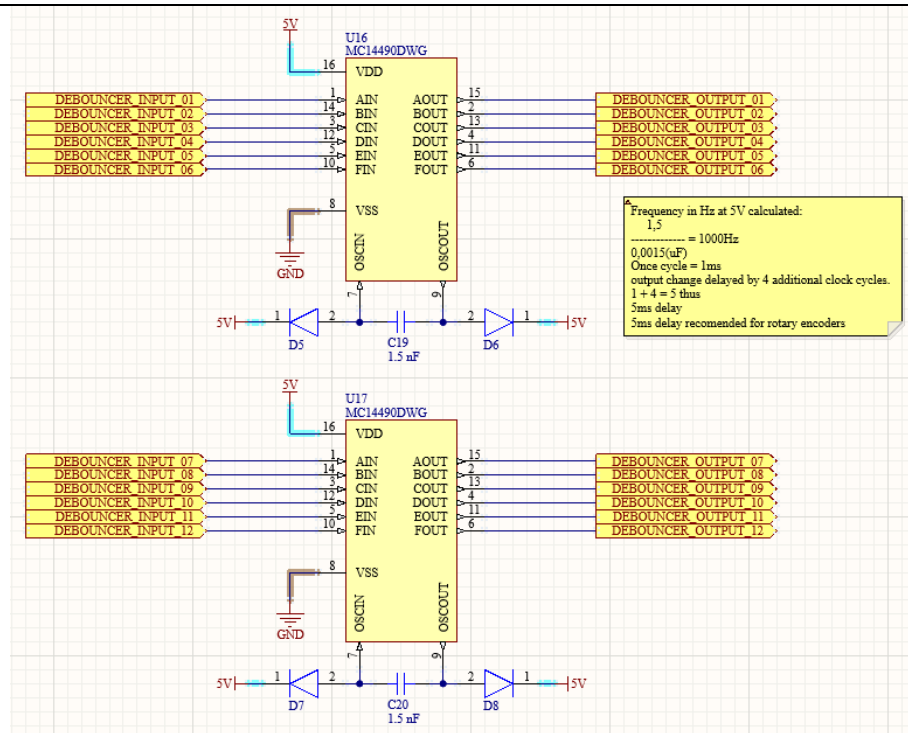 5V
U16
MC14490DWG
16 VDD
DEBOUNCER_INPUT_01 1 AIN AOUT 15 DEBOUNCER_OUTPUT_01
DEBOUNCER_INPUT_02 14 BIN BOUT 2 DEBOUNCER_OUTPUT_02
DEBOUNCER_INPUT_03 3 CIN COUT 13 DEBOUNCER_OUTPUT_03
DEBOUNCER_INPUT_04 12 DIN DOUT 4 DEBOUNCER_OUTPUT_04
DEBOUNCER_INPUT_05 5 EIN EOUT 11 DEBOUNCER_OUTPUT_05
DEBOUNCER_INPUT_06 10 FIN FOUT 6 DEBOUNCER_OUTPUT_06
8 VSS
GND
OSCIN OSCOUT
7 9
5V 1 2 2 1 5V
D5 C19 D6
1.5 nF
Frequency in Hz at 5V calculated:
1,5
------------- = 1000Hz
0,0015(uF)
Once cycle = 1ms
output change delayed by 4 additional clock cycles.
1 + 4 = 5 thus
5ms delay
5ms delay recomended for rotary encoders
5V
U17
MC14490DWG
16 VDD
DEBOUNCER_INPUT_07 1 AIN AOUT 15 DEBOUNCER_OUTPUT_07
DEBOUNCER_INPUT_08 14 BIN BOUT 2 DEBOUNCER_OUTPUT_08
DEBOUNCER_INPUT_09 3 CIN COUT 13 DEBOUNCER_OUTPUT_09
DEBOUNCER_INPUT_10 12 DIN DOUT 4 DEBOUNCER_OUTPUT_10
DEBOUNCER_INPUT_11 5 EIN EOUT 11 DEBOUNCER_OUTPUT_11
DEBOUNCER_INPUT_12 10 FIN FOUT 6 DEBOUNCER_OUTPUT_12
8 VSS
GND
OSCIN OSCOUT
7 9
5V 1 2 2 1 5V
D7 C20 D8
1.5 nF